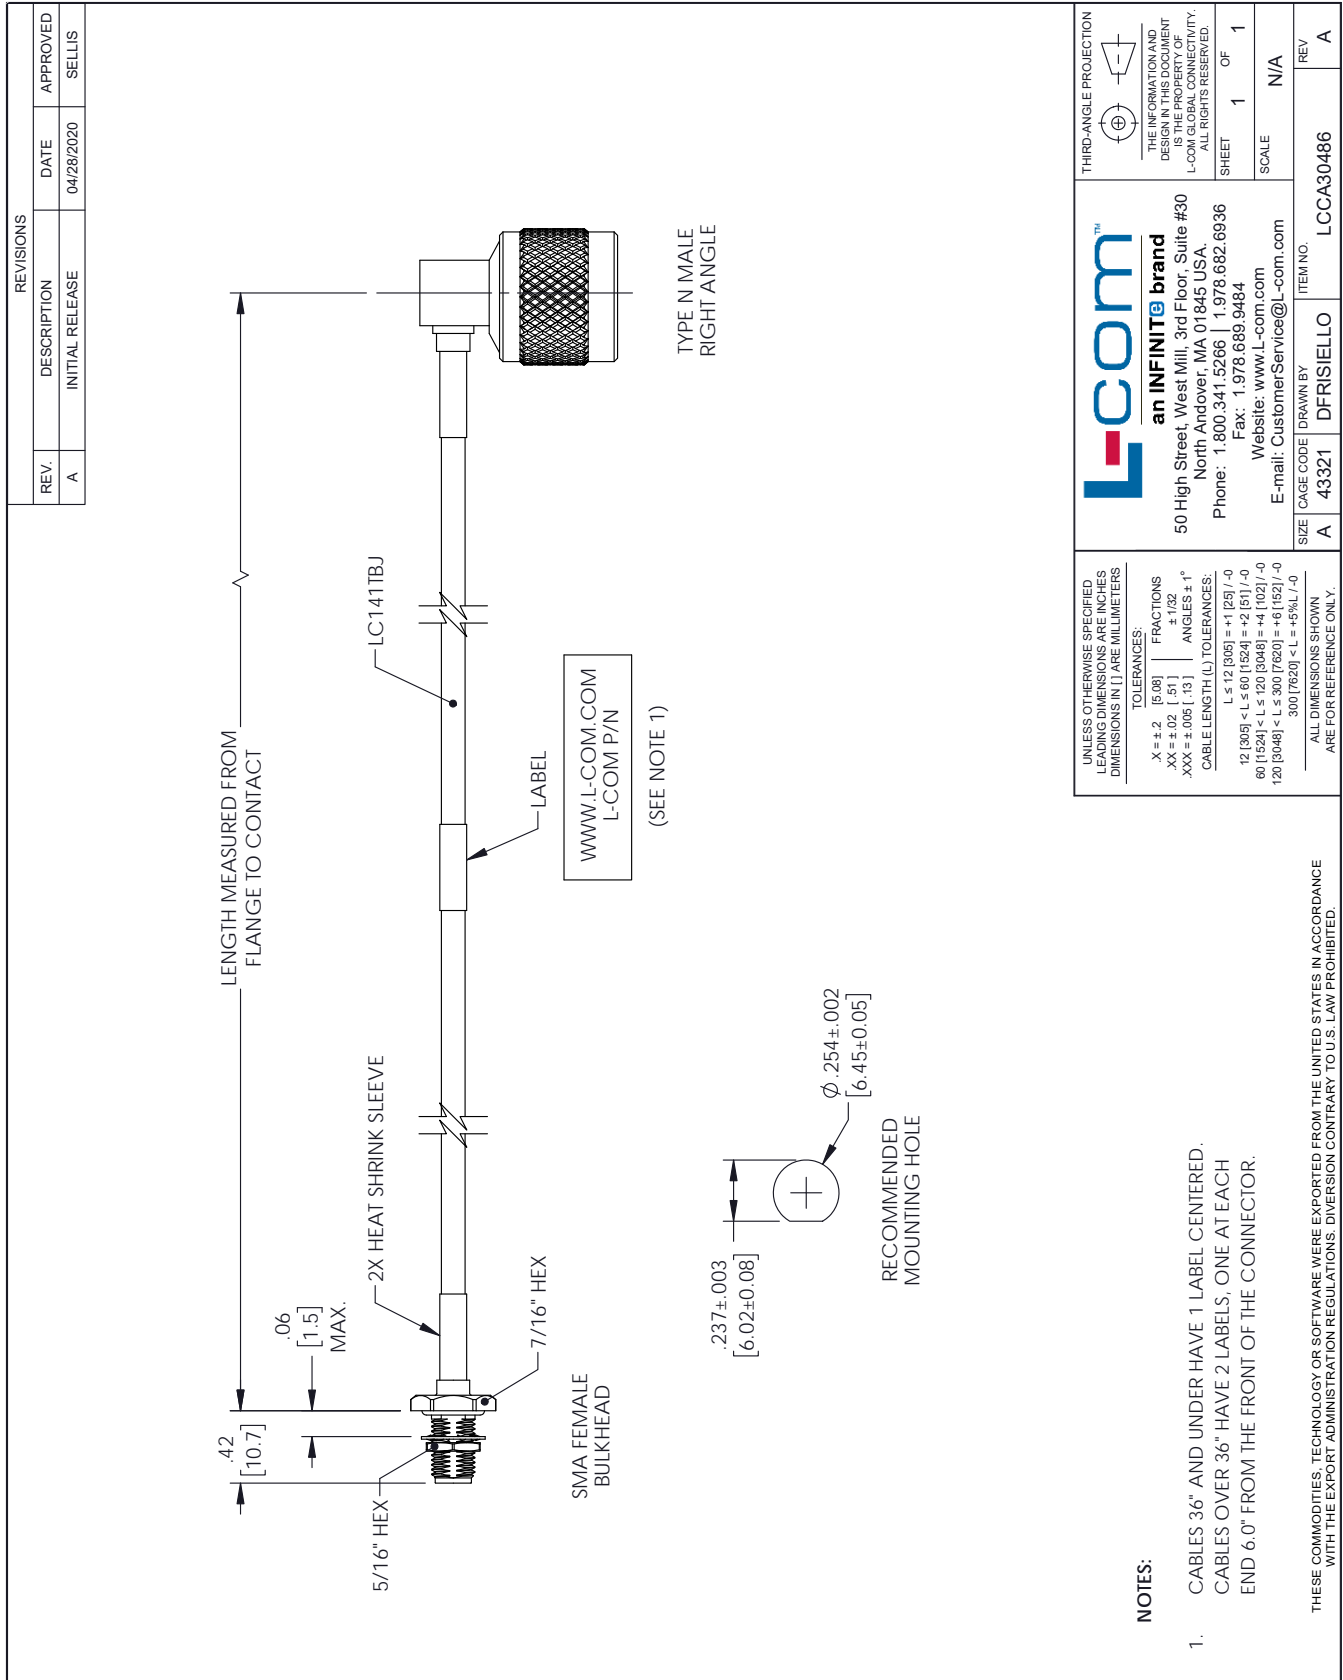 REVISIONS
REV. DESCRIPTION DATE APPROVED
A INITIAL RELEASE 04/28/2020 SELLIS
LENGTH MEASURED FROM
FLANGE TO CONTACT
.42
[10.7]
.06
[1.5]
MAX.
5/16" HEX
2X HEAT SHRINK SLEEVE
LC141TBJ
7/16" HEX
LABEL
SMA FEMALE
BULKHEAD
WWW.L-COM.COM
L-COM P/N
(SEE NOTE 1)
TYPE N MALE
RIGHT ANGLE
.237±.003
[6.02±0.08]
Ø.254±.002
[6.45±0.05]
RECOMMENDED
MOUNTING HOLE
NOTES:
1. CABLES 36" AND UNDER HAVE 1 LABEL CENTERED.
CABLES OVER 36" HAVE 2 LABELS, ONE AT EACH
END 6.0" FROM THE FRONT OF THE CONNECTOR.
THESE COMMODITIES, TECHNOLOGY OR SOFTWARE WERE EXPORTED FROM THE UNITED STATES IN ACCORDANCE
WITH THE EXPORT ADMINISTRATION REGULATIONS. DIVERSION CONTRARY TO U.S. LAW PROHIBITED.
UNLESS OTHERWISE SPECIFIED
LEADING DIMENSIONS ARE INCHES
DIMENSIONS IN [ ] ARE MILLIMETERS
TOLERANCES:
.X = ±.2 [5.08] FRACTIONS
.XX = ±.02 [.51] ± 1/32
.XXX = ±.005 [.13] ANGLES ± 1°
CABLE LENGTH (L) TOLERANCES:
L ≤ 12 [305] = +1 [25] / -0
12 [305] < L ≤ 60 [1524] = +2 [51] / -0
60 [1524] < L ≤ 120 [3048] = +4 [102] / -0
120 [3048] < L ≤ 300 [7620] = +6 [152] / -0
300 [7620] < L = +5%L / -0
ALL DIMENSIONS SHOWN
ARE FOR REFERENCE ONLY.
L-com™
an INFINIT@ brand
50 High Street, West Mill, 3rd Floor, Suite #30
North Andover, MA 01845 USA.
Phone: 1.800.341.5266 | 1.978.682.6936
Fax: 1.978.689.9484
Website: www.L-com.com
E-mail: CustomerService@L-com.com
THIRD-ANGLE PROJECTION
THE INFORMATION AND
DESIGN IN THIS DOCUMENT
IS THE PROPERTY OF
L-COM GLOBAL CONNECTIVITY.
ALL RIGHTS RESERVED.
SHEET 1 OF 1
SCALE N/A
SIZE A
CAGE CODE 43321
DRAWN BY DFRISIELLO
ITEM NO. LCCA30486
REV A